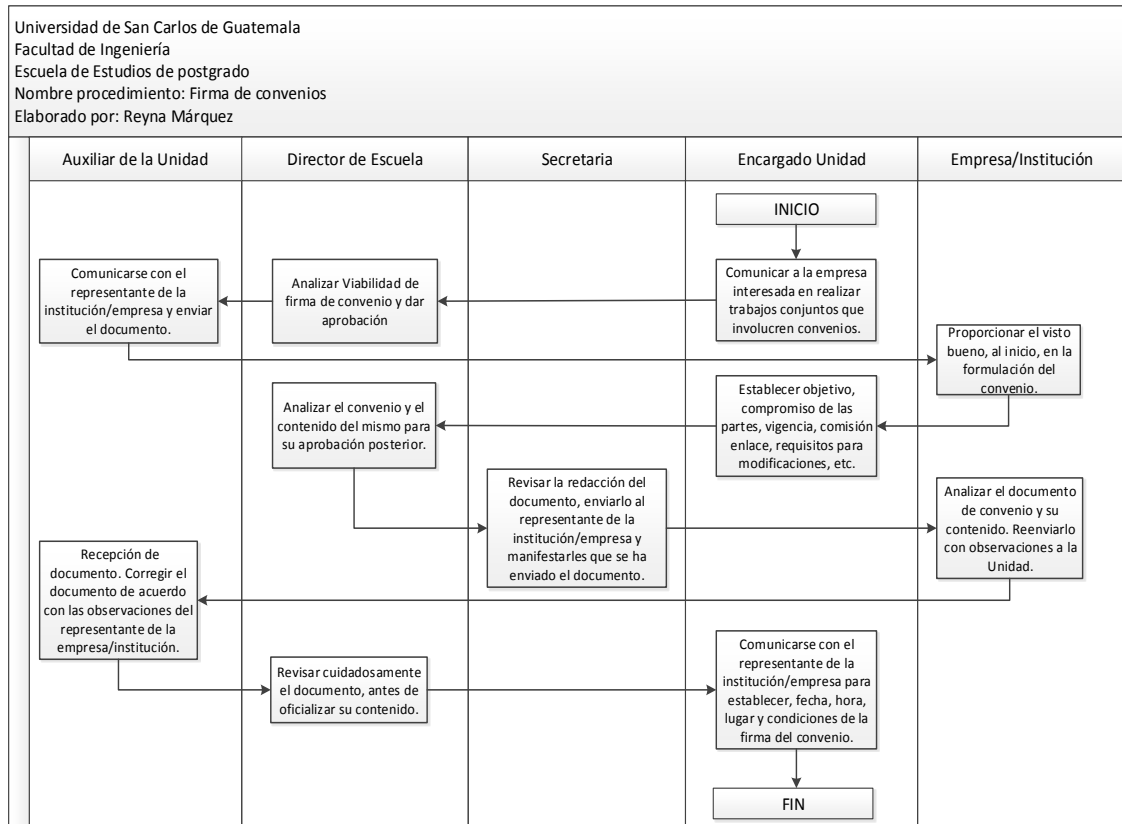 Universidad de San Carlos de Guatemala
Facultad de Ingeniería
Escuela de Estudios de postgrado
Nombre procedimiento: Firma de convenios
Elaborado por: Reyna Márquez
Auxiliar de la Unidad
Director de Escuela
Secretaria
Encargado Unidad
Empresa/Institución
INICIO
Comunicar a la empresa
interesada en realizar
trabajos conjuntos que
involucren convenios.
Analizar Viabilidad de
firma de convenio y dar
aprobación
Comunicarse con el
representante de la
institución/empresa y enviar
el documento.
Proporcionar el visto
bueno, al inicio, en la
formulación del
convenio.
Establecer objetivo,
compromiso de las
partes, vigencia, comisión
enlace, requisitos para
modificaciones, etc.
Analizar el convenio y el
contenido del mismo para
su aprobación posterior.
Revisar la redacción del
documento, enviarlo al
representante de la
institución/empresa y
manifestarles que se ha
enviado el documento.
Analizar el documento
de convenio y su
contenido. Reenviarlo
con observaciones a la
Unidad.
Recepción de
documento. Corregir el
documento de acuerdo
con las observaciones del
representante de la
empresa/institución.
Revisar cuidadosamente
el documento, antes de
oficializar su contenido.
Comunicarse con el
representante de la
institución/empresa para
establecer, fecha, hora,
lugar y condiciones de la
firma del convenio.
FIN